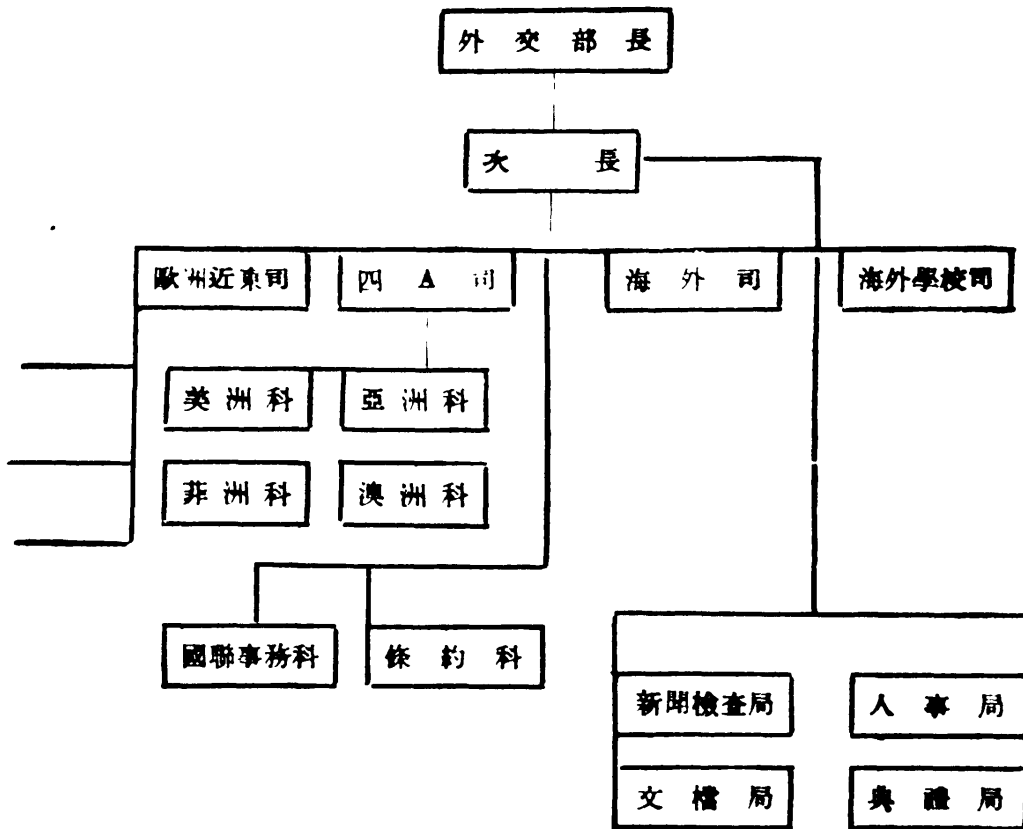 外交部長
次長
歐洲近東司 四A司 海外司 海外學校司
美洲科 亞洲科
菲洲科 澳洲科
國聯事務科 條約科
新聞檢查局 人事局
文檔局 典禮局